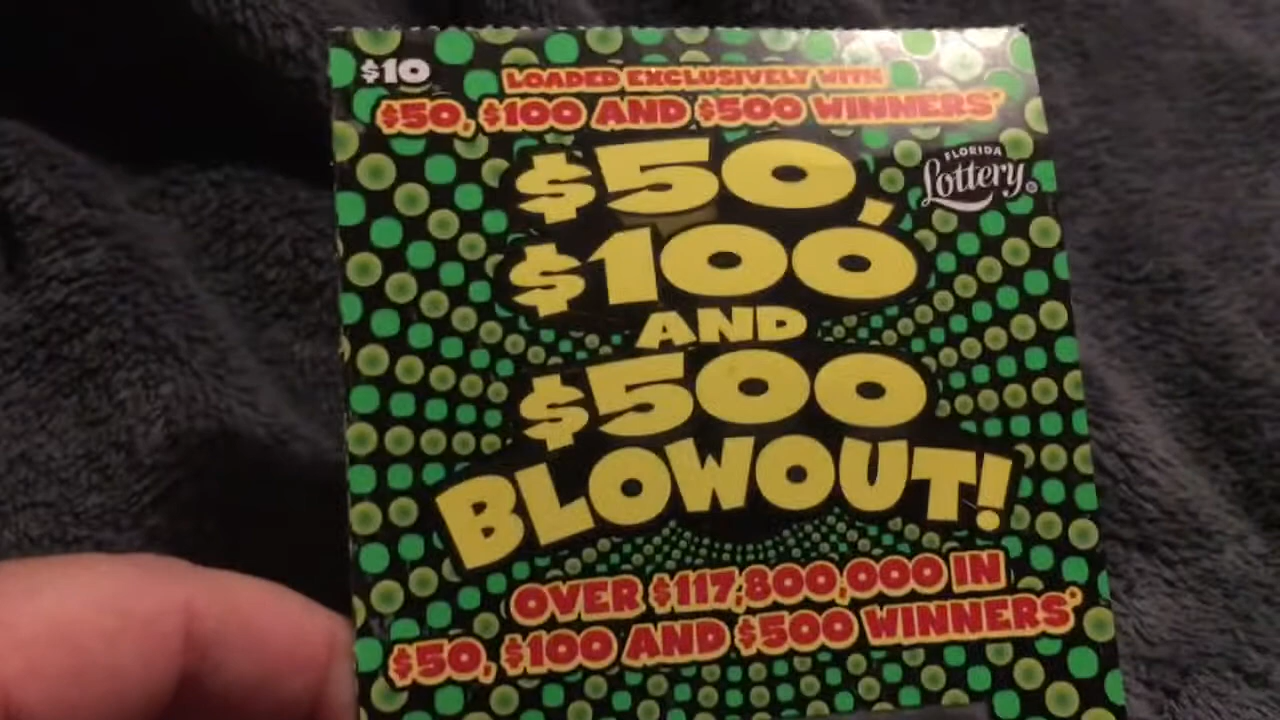 $10
LOADED EXCLUSIVELY WITH
$50, $100 AND $500 WINNERS*
FLORIDA
Lottery®
$50,
$100
AND
$500
BLOWOUT!
OVER $117,800,000 IN
$50, $100 AND $500 WINNERS*